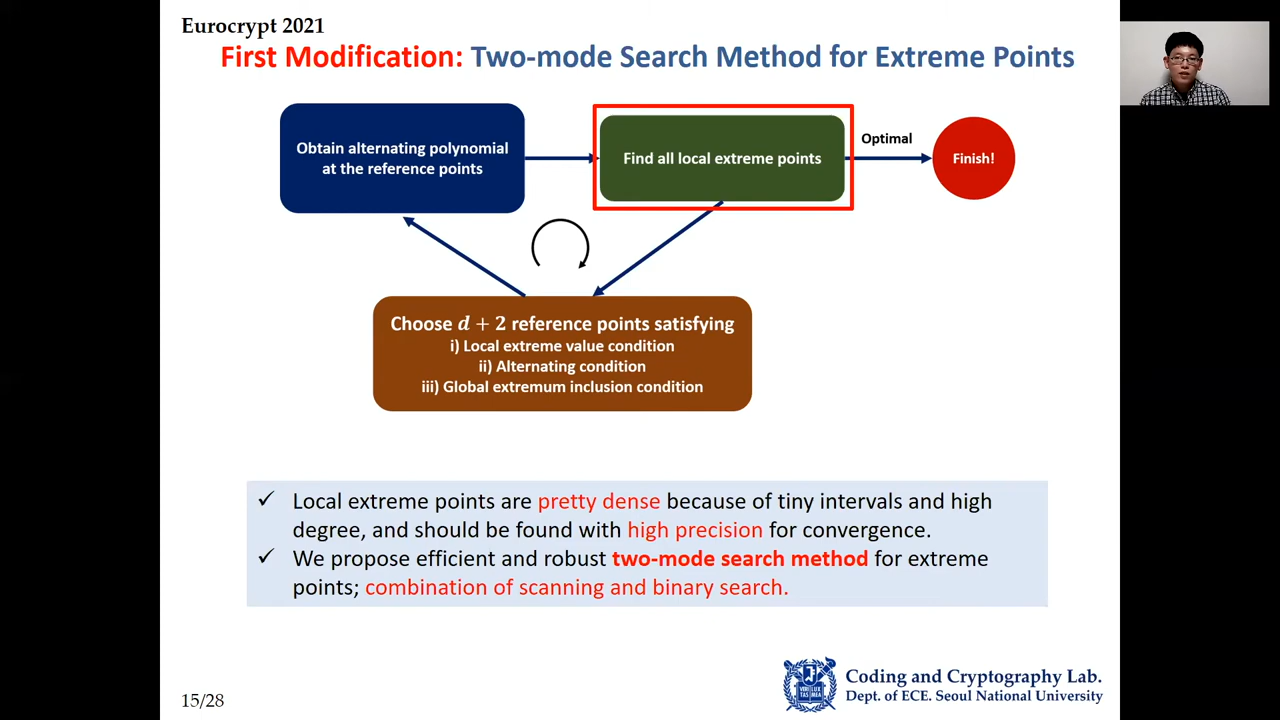 Eurocrypt 2021
First Modification: Two-mode Search Method for Extreme Points
Obtain alternating polynomial
at the reference points
Find all local extreme points
Optimal
Finish!
Choose d + 2 reference points satisfying
i) Local extreme value condition
ii) Alternating condition
iii) Global extremum inclusion condition
✓ Local extreme points are pretty dense because of tiny intervals and high
degree, and should be found with high precision for convergence.
✓ We propose efficient and robust two-mode search method for extreme
points; combination of scanning and binary search.
15/28
VERI LUX
TAS MEA
Coding and Cryptography Lab.
Dept. of ECE. Seoul National University